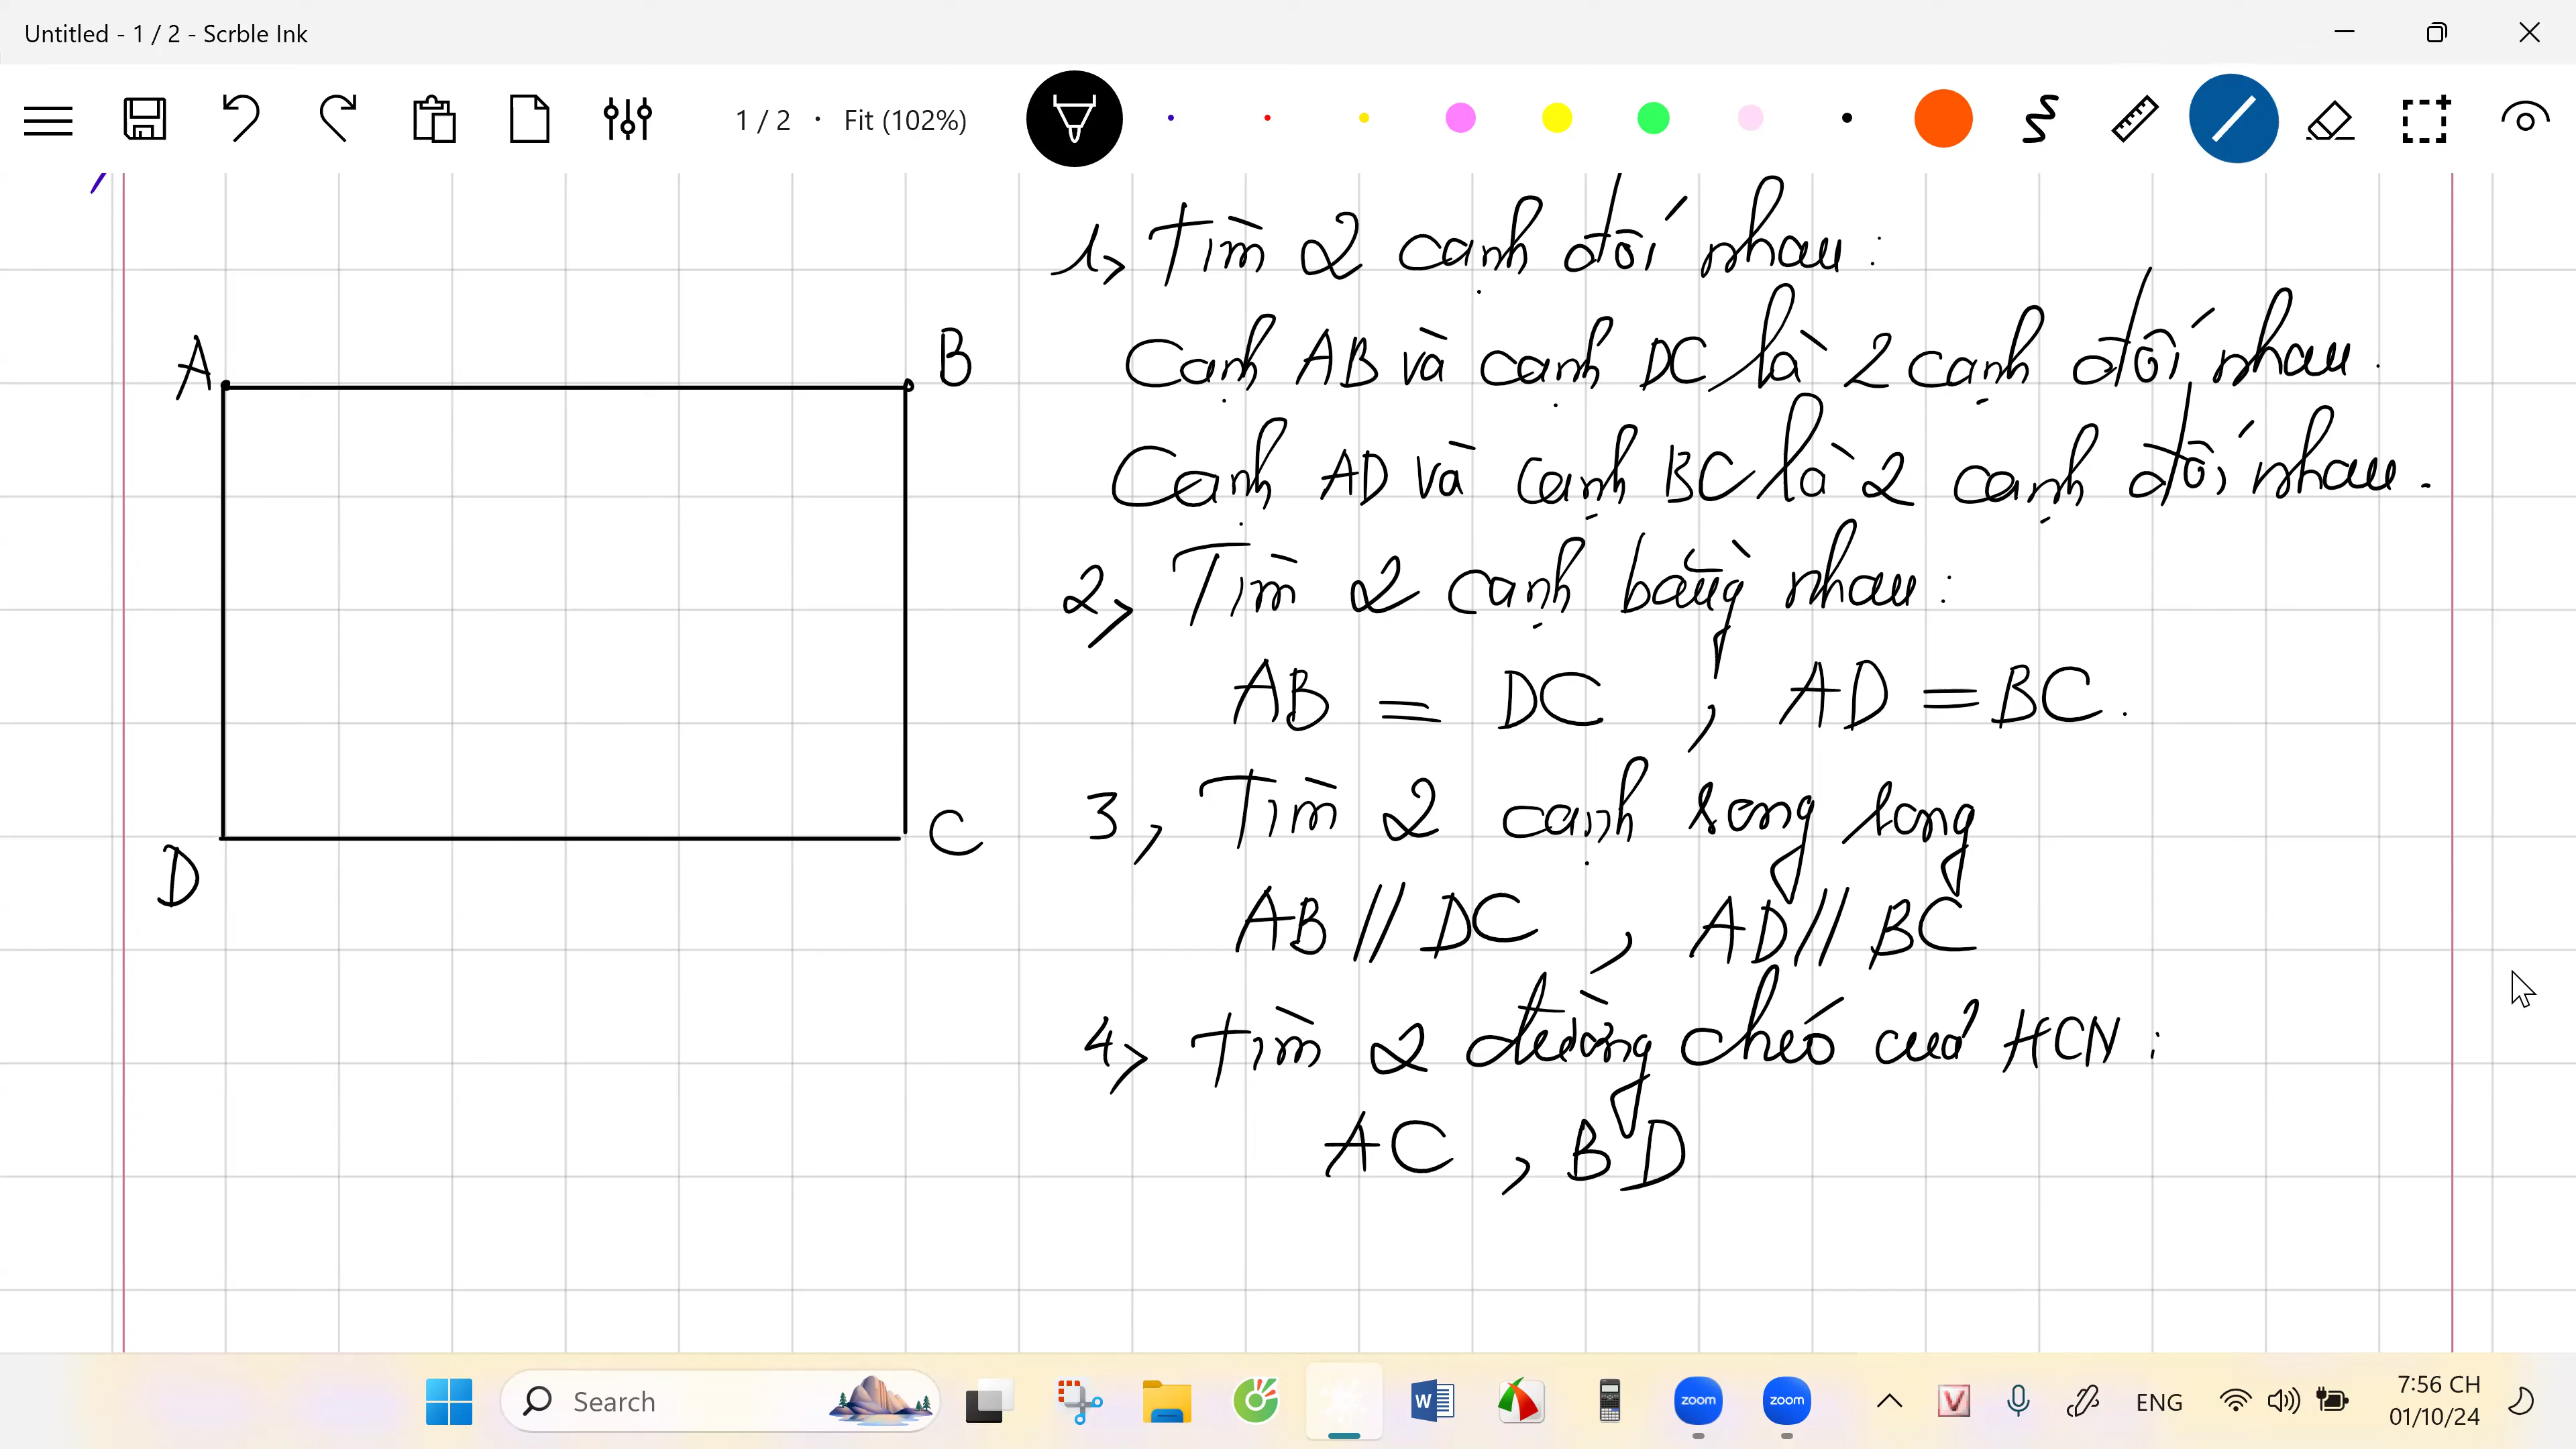 Untitled - 1 / 2 - Scrble Ink
1 / 2 · Fit (102%)
1, Tìm 2 cạnh đối nhau:
Cạnh AB và cạnh DC là 2 cạnh đối nhau.
Cạnh AD và cạnh BC là 2 cạnh đối nhau.
2, Tìm 2 cạnh bằng nhau:
AB = DC , AD = BC.
3, Tìm 2 cạnh song song
AB // DC , AD // BC
4, Tìm 2 đường chéo của HCN:
AC , BD
A
B
C
D
Search
zoom
zoom
ENG
7:56 CH
01/10/24